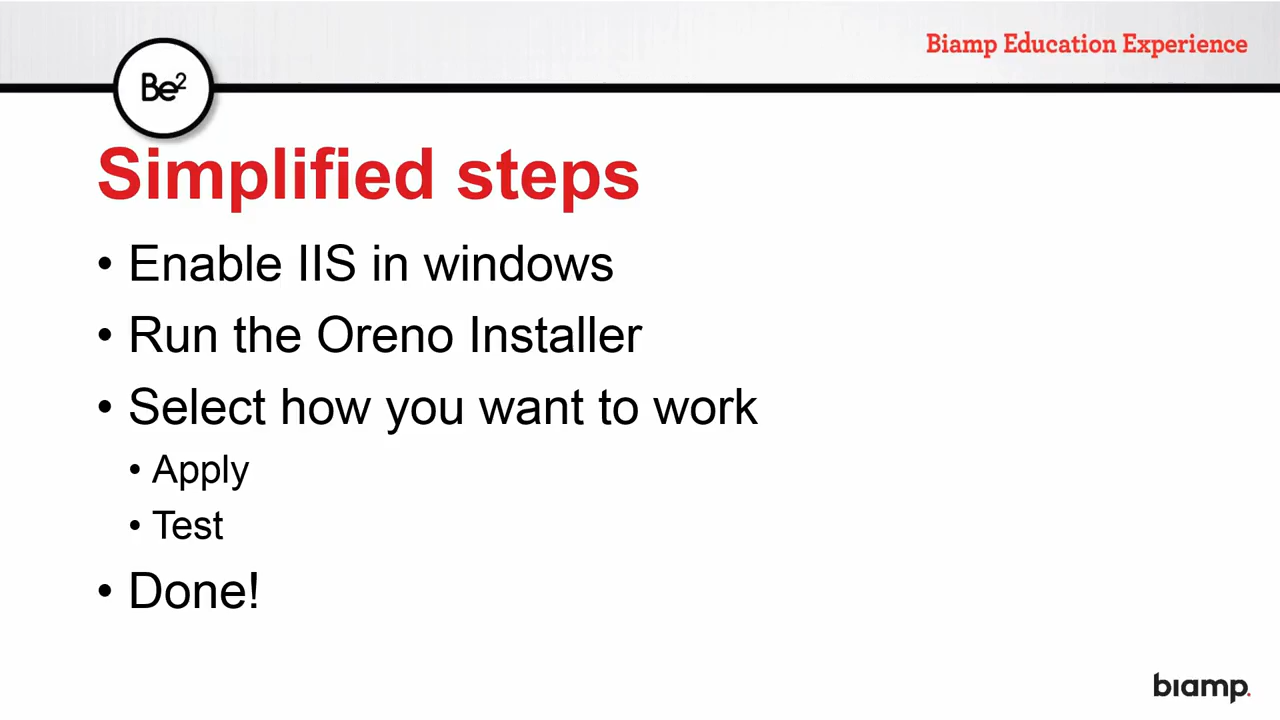 Biamp Education Experience
Be²
Simplified steps
• Enable IIS in windows
• Run the Oreno Installer
• Select how you want to work
• Apply
• Test
• Done!
biamp.